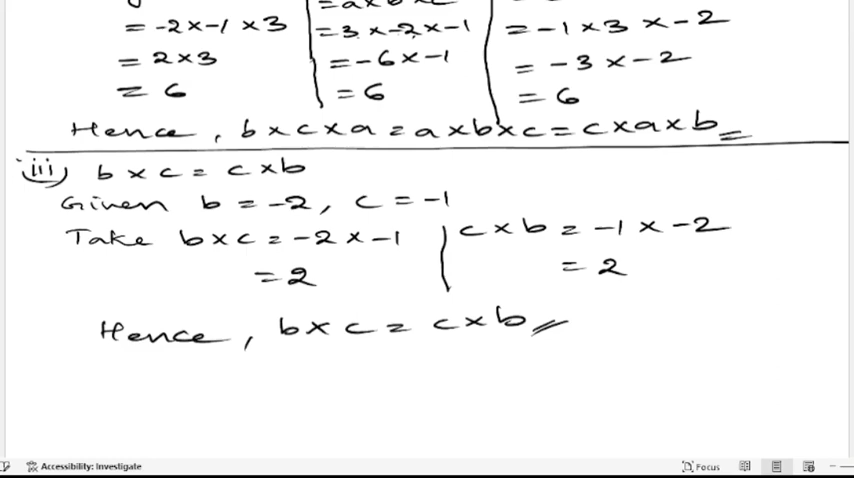 = -2 x -1 x 3
= 2 x 3
= 6
= 3 x -2 x -1
= -6 x -1
= 6
= -1 x 3 x -2
= -3 x -2
= 6
Hence, b x c x a = a x b x c = c x a x b
iii) b x c = c x b
Given b = -2, c = -1
Take b x c = -2 x -1
= 2
c x b = -1 x -2
= 2
Hence, b x c = c x b
Accessibility: Investigate
Focus